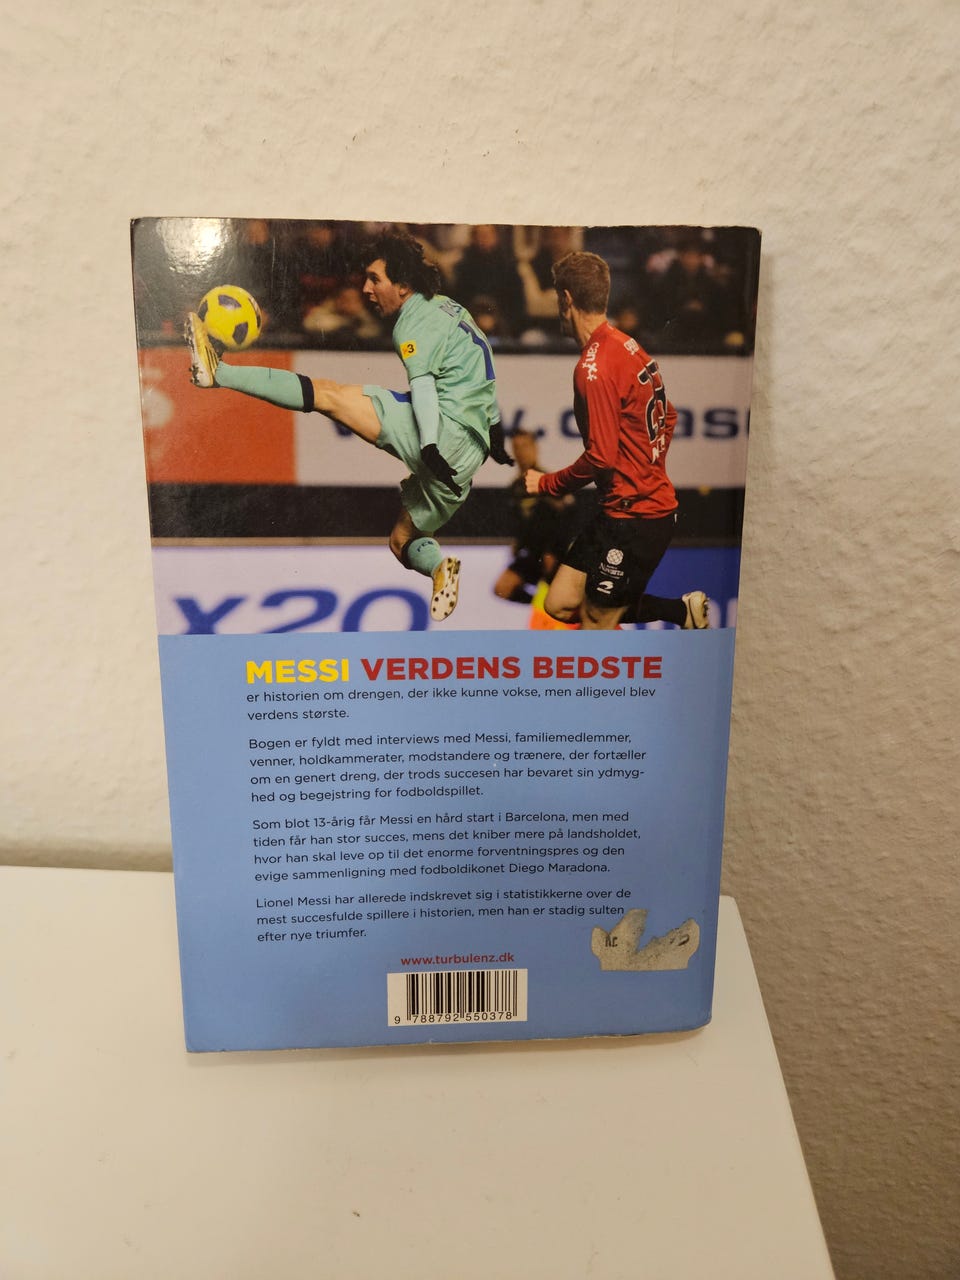 canx
23
x20
Navarra
2
MESSI VERDENS BEDSTE
er historien om drengen, der ikke kunne vokse, men alligevel blev
verdens største.
Bogen er fyldt med interviews med Messi, familiemedlemmer,
venner, holdkammerater, modstandere og trænere, der fortæller
om en genert dreng, der trods succesen har bevaret sin ydmyg-
hed og begejstring for fodboldspillet.
Som blot 13-årig får Messi en hård start i Barcelona, men med
tiden får han stor succes, mens det kniber mere på landsholdet,
hvor han skal leve op til det enorme forventningspres og den
evige sammenligning med fodboldikonet Diego Maradona.
Lionel Messi har allerede indskrevet sig i statistikkerne over de
mest succesfulde spillere i historien, men han er stadig sulten
efter nye triumfer.
www.turbulenz.dk
9 788792 550378